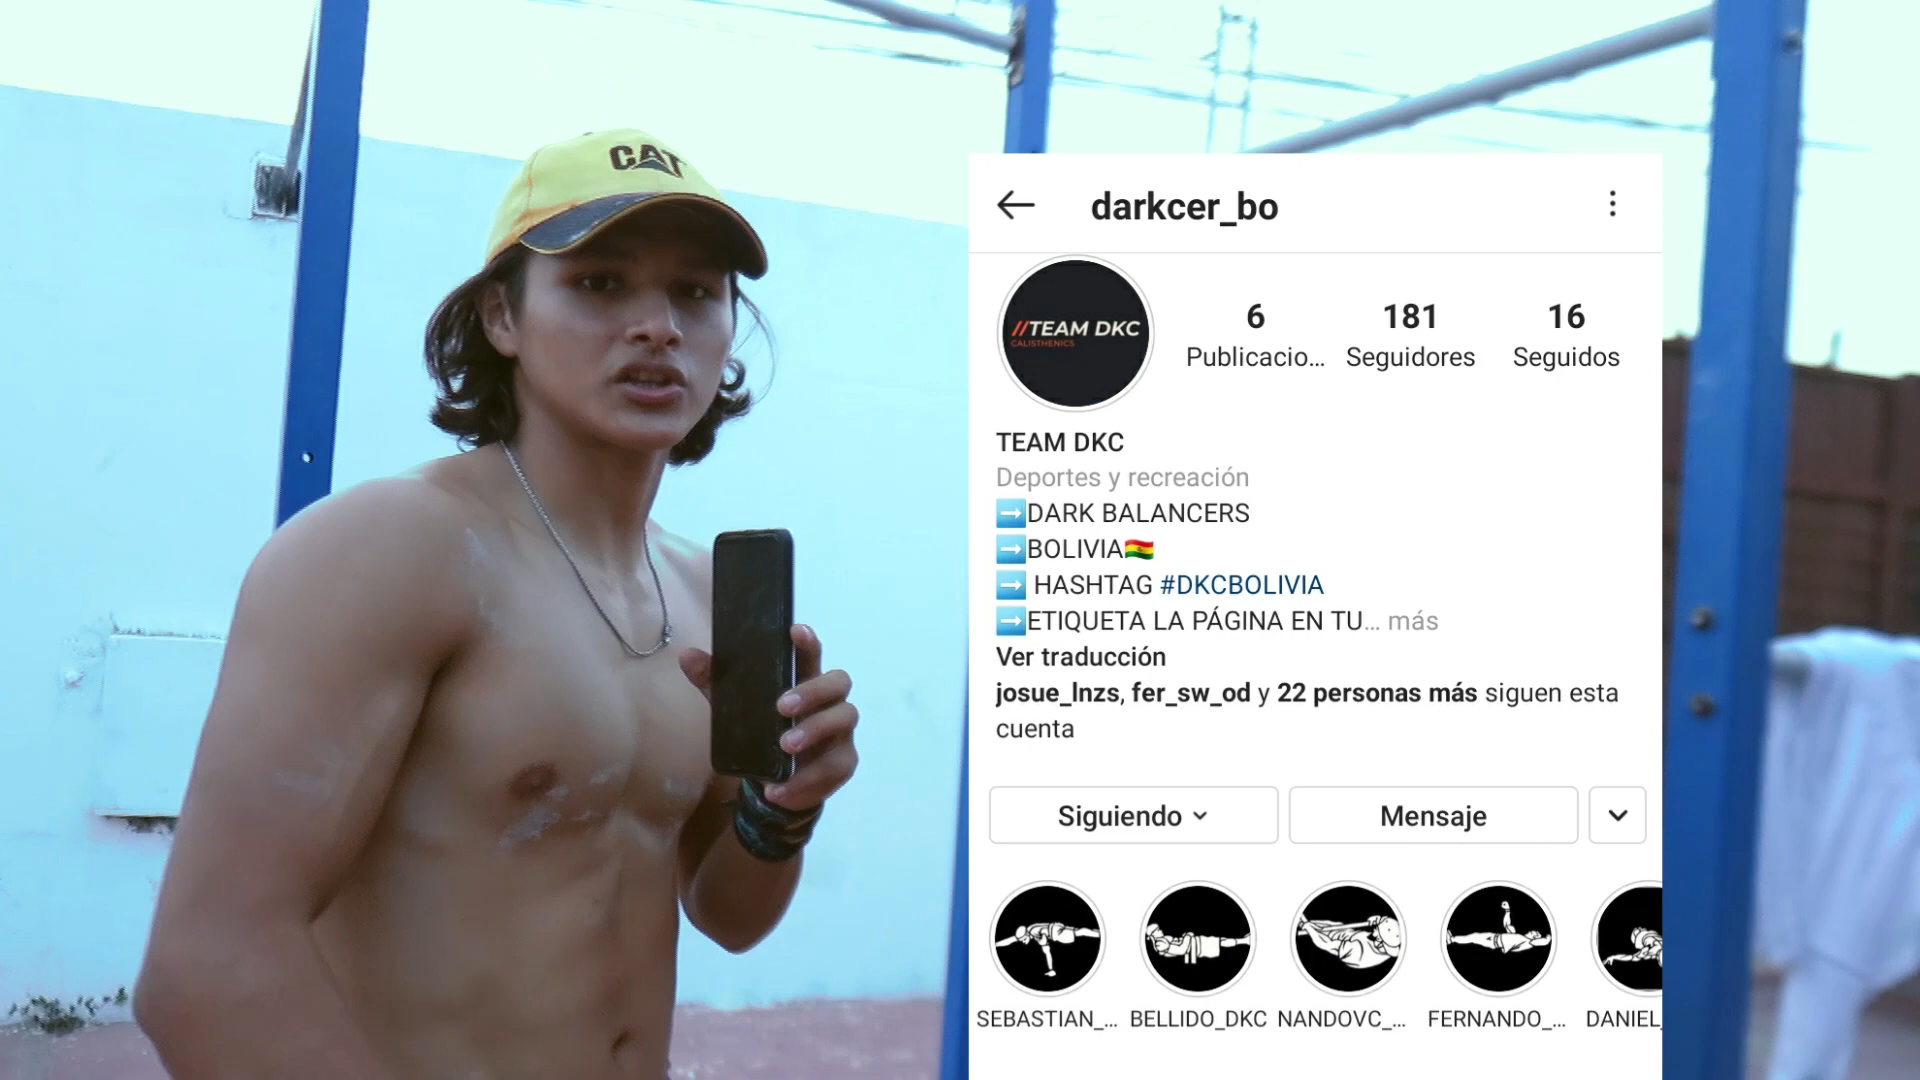 CAT
darkcer_bo
//TEAM DKC
CALISTHENICS
6 181 16
Publicacio... Seguidores Seguidos
TEAM DKC
Deportes y recreación
➡️DARK BALANCERS
➡️BOLIVIA🇧🇴
➡️ HASHTAG #DKCBOLIVIA
➡️ETIQUETA LA PÁGINA EN TU... más
Ver traducción
josue_lnzs, fer_sw_od y 22 personas más siguen esta
cuenta
Siguiendo Mensaje
SEBASTIAN_... BELLIDO_DKC NANDOVC_... FERNANDO_... DANIEL_